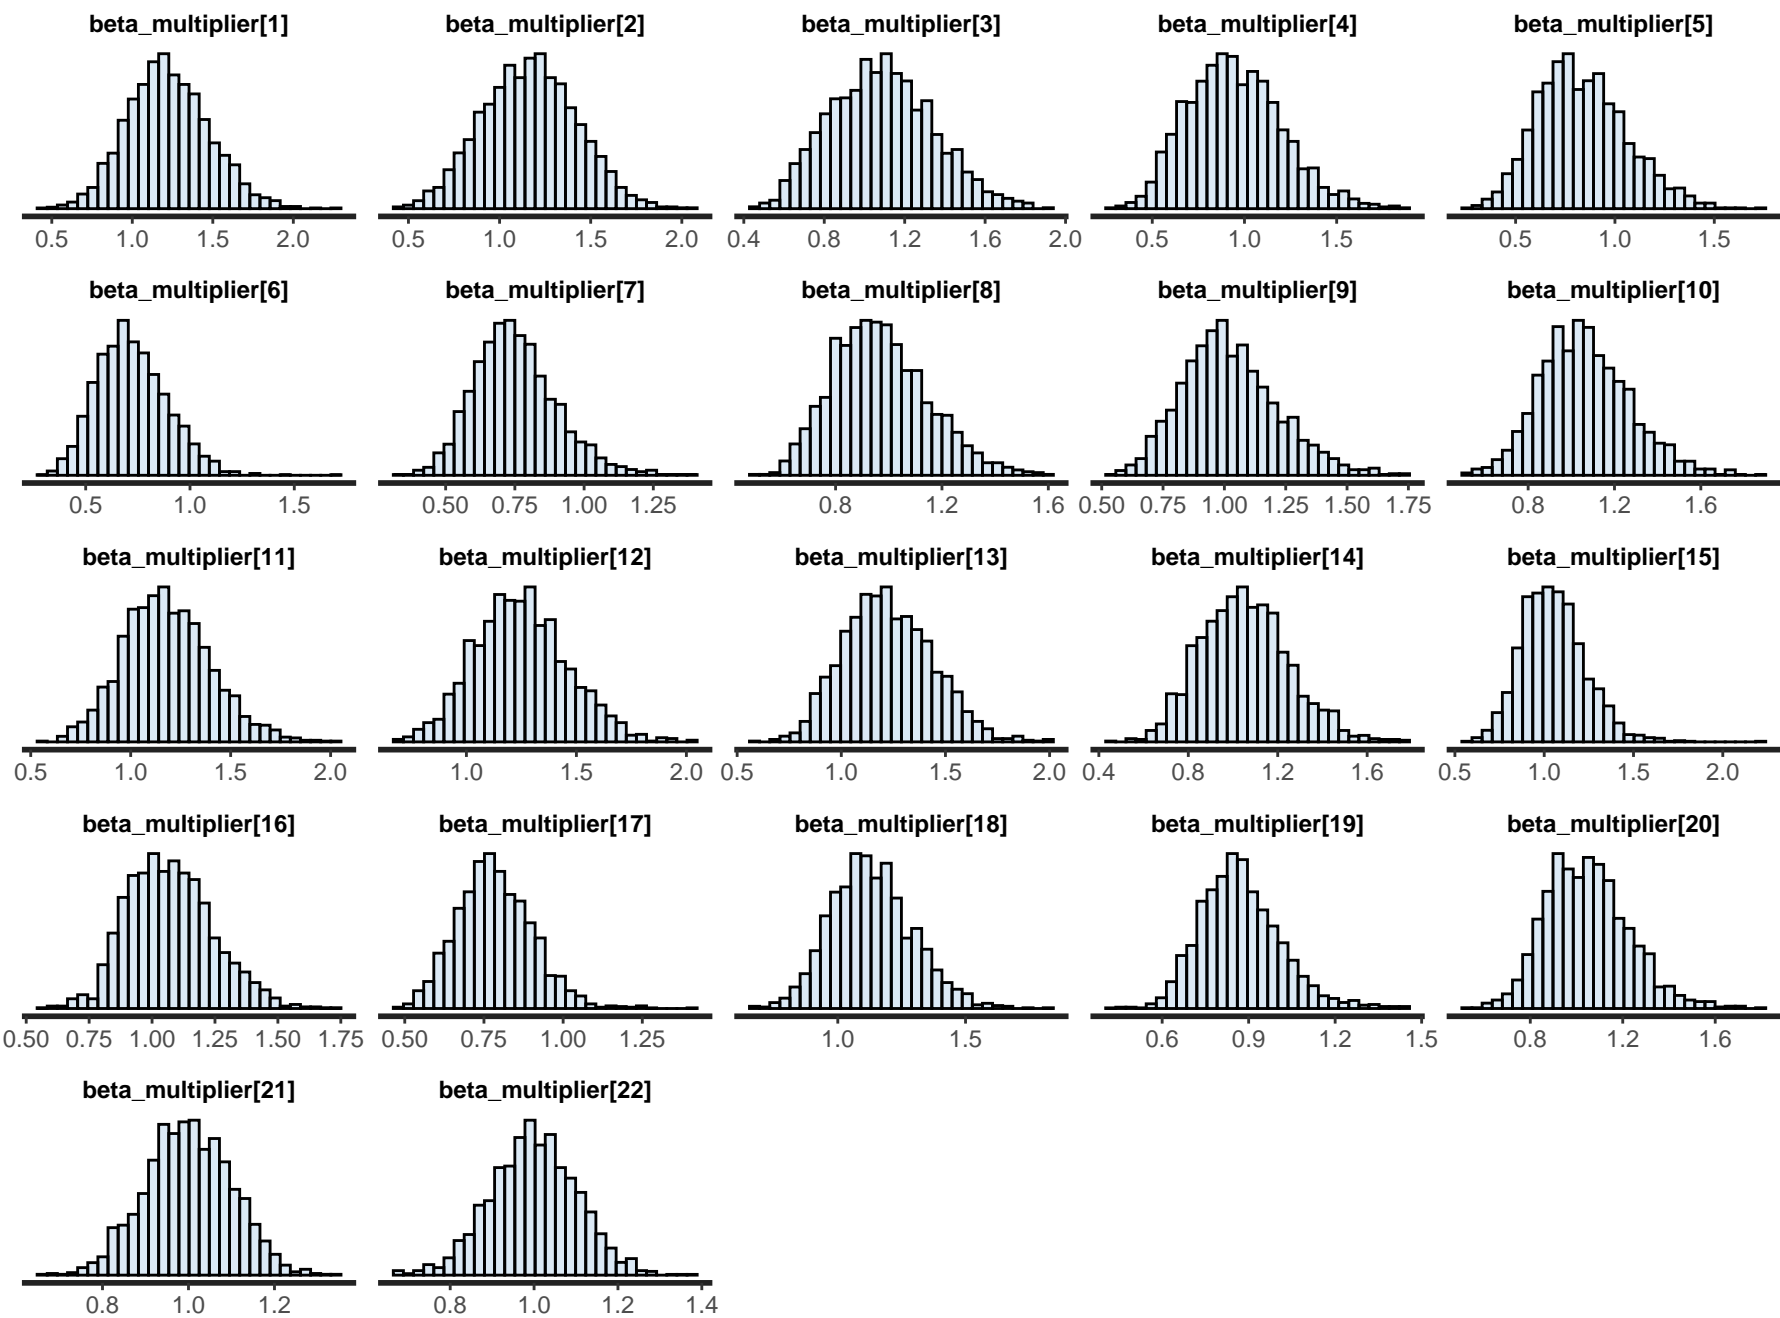 beta_multiplier[1] beta_multiplier[2] beta_multiplier[3] beta_multiplier[4] beta_multiplier[5]
0.5 1.0 1.5 2.0 0.5 1.0 1.5 2.0 0.4 0.8 1.2 1.6 2.0 0.5 1.0 1.5 0.5 1.0 1.5
beta_multiplier[6] beta_multiplier[7] beta_multiplier[8] beta_multiplier[9] beta_multiplier[10]
0.5 1.0 1.5 0.50 0.75 1.00 1.25 0.8 1.2 1.6 0.50 0.75 1.00 1.25 1.50 1.75 0.8 1.2 1.6
beta_multiplier[11] beta_multiplier[12] beta_multiplier[13] beta_multiplier[14] beta_multiplier[15]
0.5 1.0 1.5 2.0 1.0 1.5 2.0 0.5 1.0 1.5 2.0 0.4 0.8 1.2 1.6 0.5 1.0 1.5 2.0
beta_multiplier[16] beta_multiplier[17] beta_multiplier[18] beta_multiplier[19] beta_multiplier[20]
0.50 0.75 1.00 1.25 1.50 1.75 0.50 0.75 1.00 1.25 1.0 1.5 0.6 0.9 1.2 1.5 0.8 1.2 1.6
beta_multiplier[21] beta_multiplier[22]
0.8 1.0 1.2 0.8 1.0 1.2 1.4